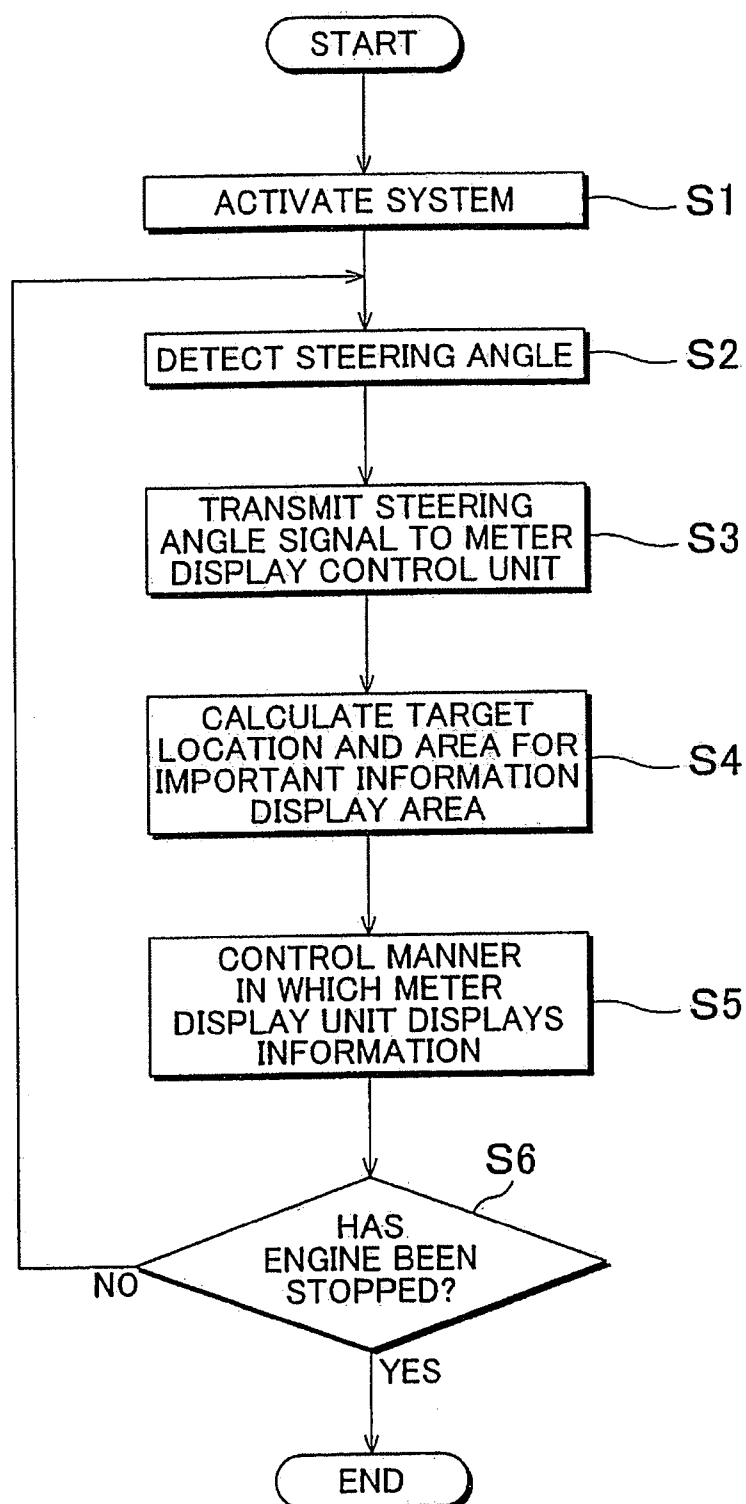 START
ACTIVATE SYSTEM
S1
DETECT STEERING ANGLE
S2
TRANSMIT STEERING
ANGLE SIGNAL TO METER
DISPLAY CONTROL UNIT
S3
CALCULATE TARGET
LOCATION AND AREA FOR
IMPORTANT INFORMATION
DISPLAY AREA
S4
CONTROL MANNER
IN WHICH METER
DISPLAY UNIT DISPLAYS
INFORMATION
S5
S6
HAS
ENGINE BEEN
STOPPED?
NO
YES
END